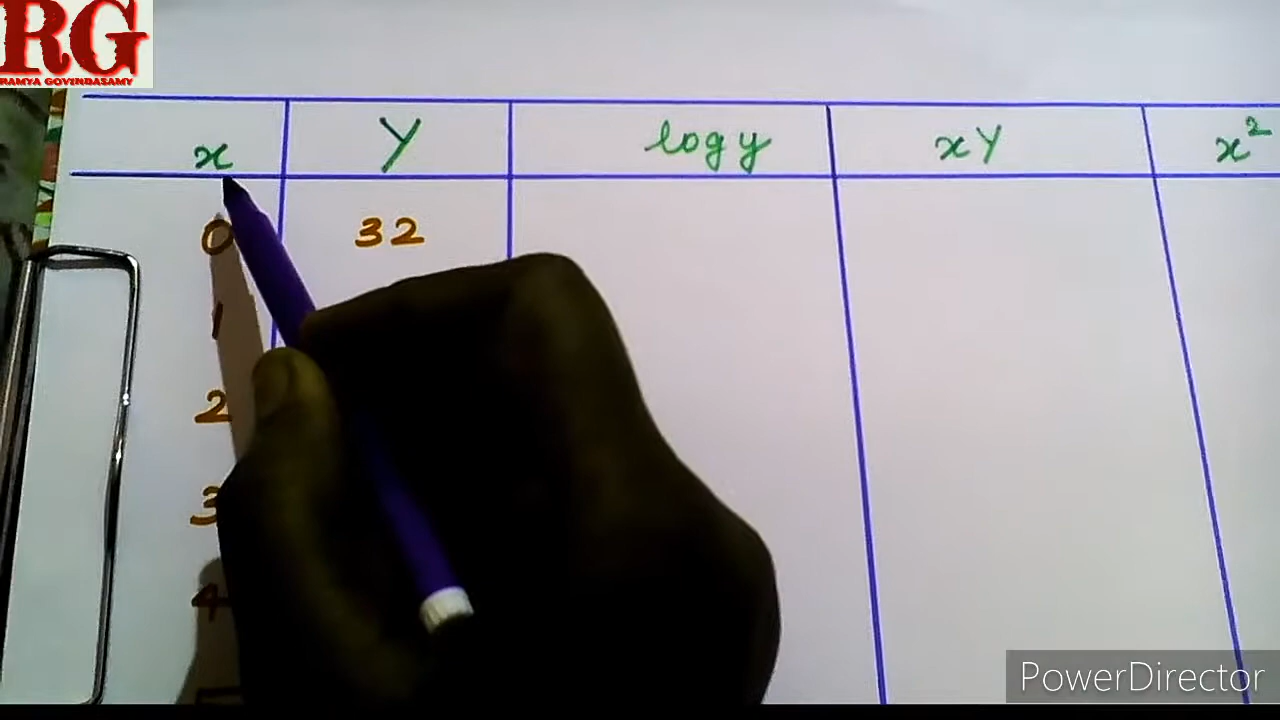 RG
RAMYA GOVINDASAMY
x Y log y xY x²
0 32
1
2
3
4
PowerDirector